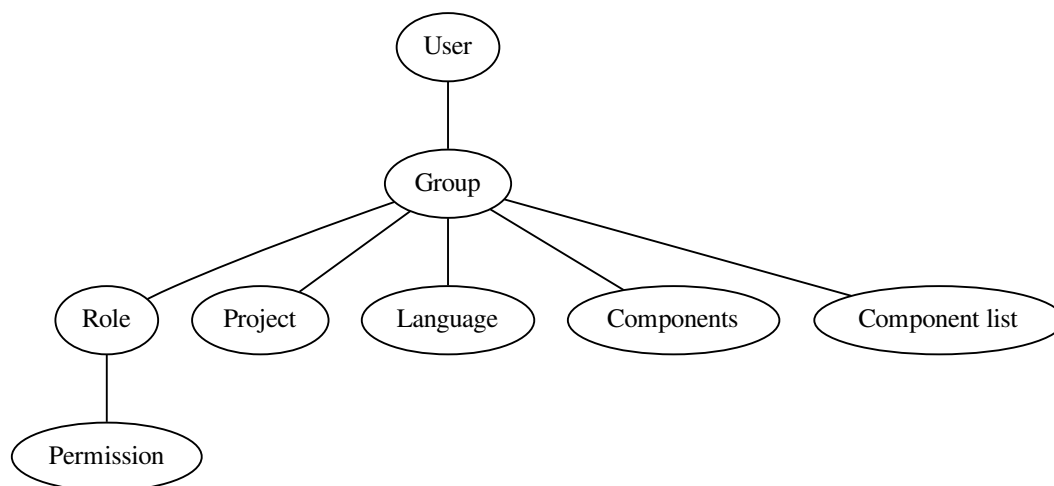 User
Group
Role
Project
Language
Components
Component list
Permission